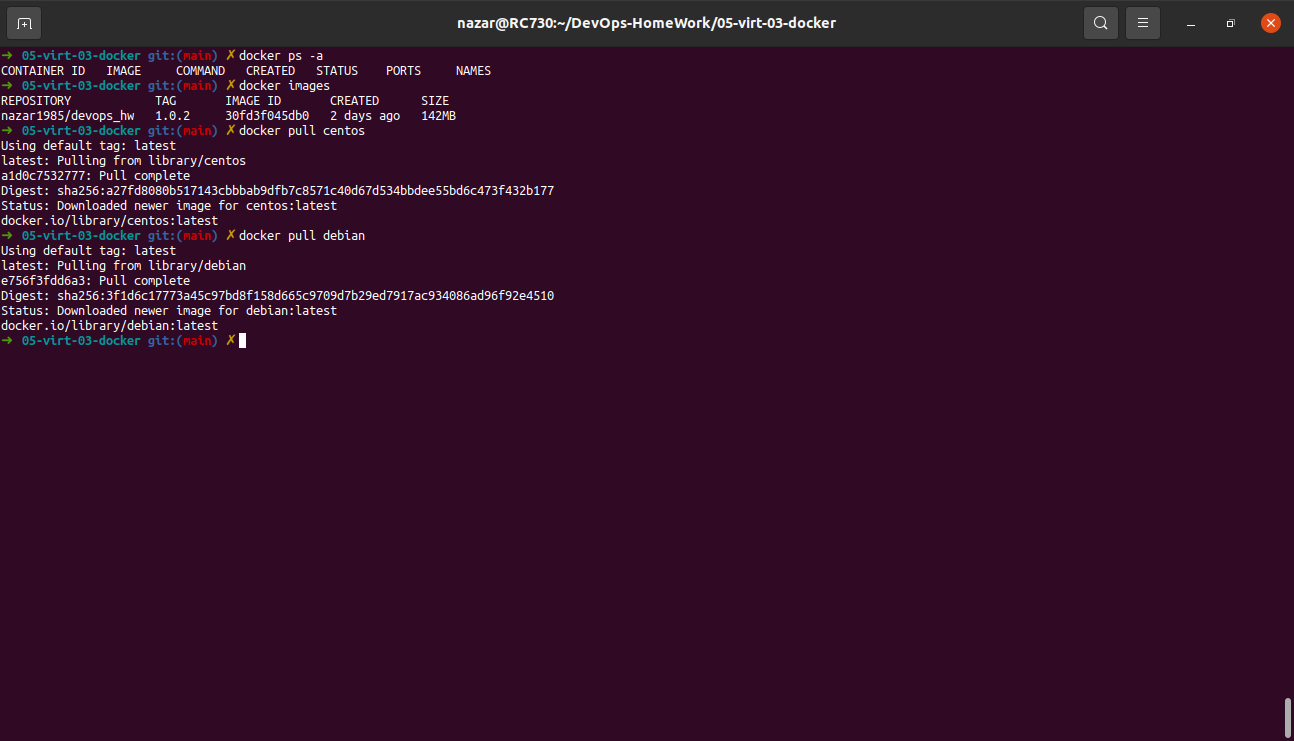 nazar@RC730:~/DevOps-HomeWork/05-virt-03-docker
➜ 05-virt-03-docker git:(main) ✗ docker ps -a
CONTAINER ID   IMAGE     COMMAND   CREATED   STATUS    PORTS     NAMES
➜ 05-virt-03-docker git:(main) ✗ docker images
REPOSITORY            TAG       IMAGE ID       CREATED      SIZE
nazar1985/devops_hw   1.0.2     30fd3f045db0   2 days ago   142MB
➜ 05-virt-03-docker git:(main) ✗ docker pull centos
Using default tag: latest
latest: Pulling from library/centos
a1d0c7532777: Pull complete
Digest: sha256:a27fd8080b517143cbbbab9dfb7c8571c40d67d534bbdee55bd6c473f432b177
Status: Downloaded newer image for centos:latest
docker.io/library/centos:latest
➜ 05-virt-03-docker git:(main) ✗ docker pull debian
Using default tag: latest
latest: Pulling from library/debian
e756f3fdd6a3: Pull complete
Digest: sha256:3f1d6c17773a45c97bd8f158d665c9709d7b29ed7917ac934086ad96f92e4510
Status: Downloaded newer image for debian:latest
docker.io/library/debian:latest
➜ 05-virt-03-docker git:(main) ✗